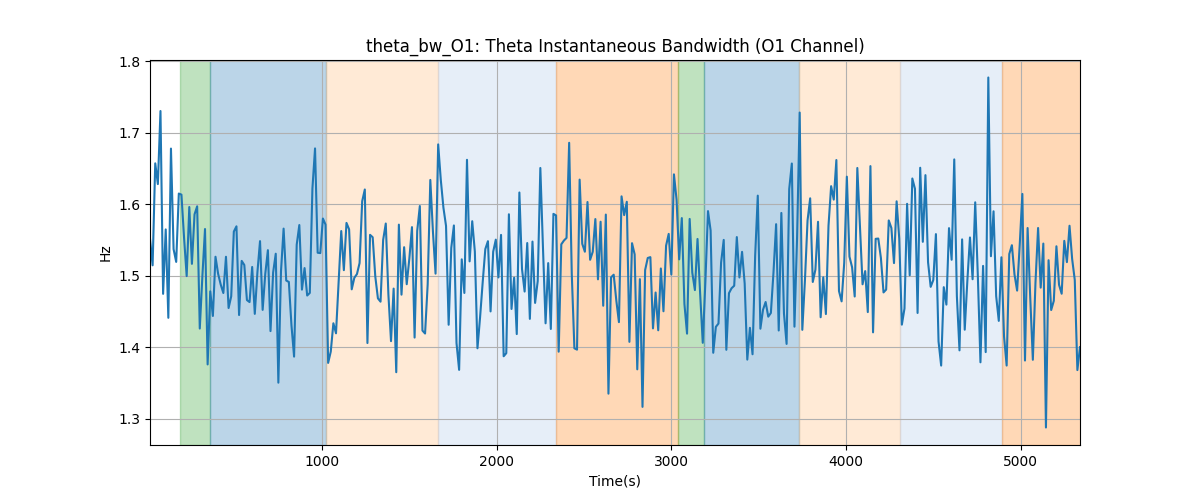 theta_bw_O1: Theta Instantaneous Bandwidth (O1 Channel)
1.8
1.7
1.6
1.5
1.4
1.3
Hz
1000 2000 3000 4000 5000
Time(s)